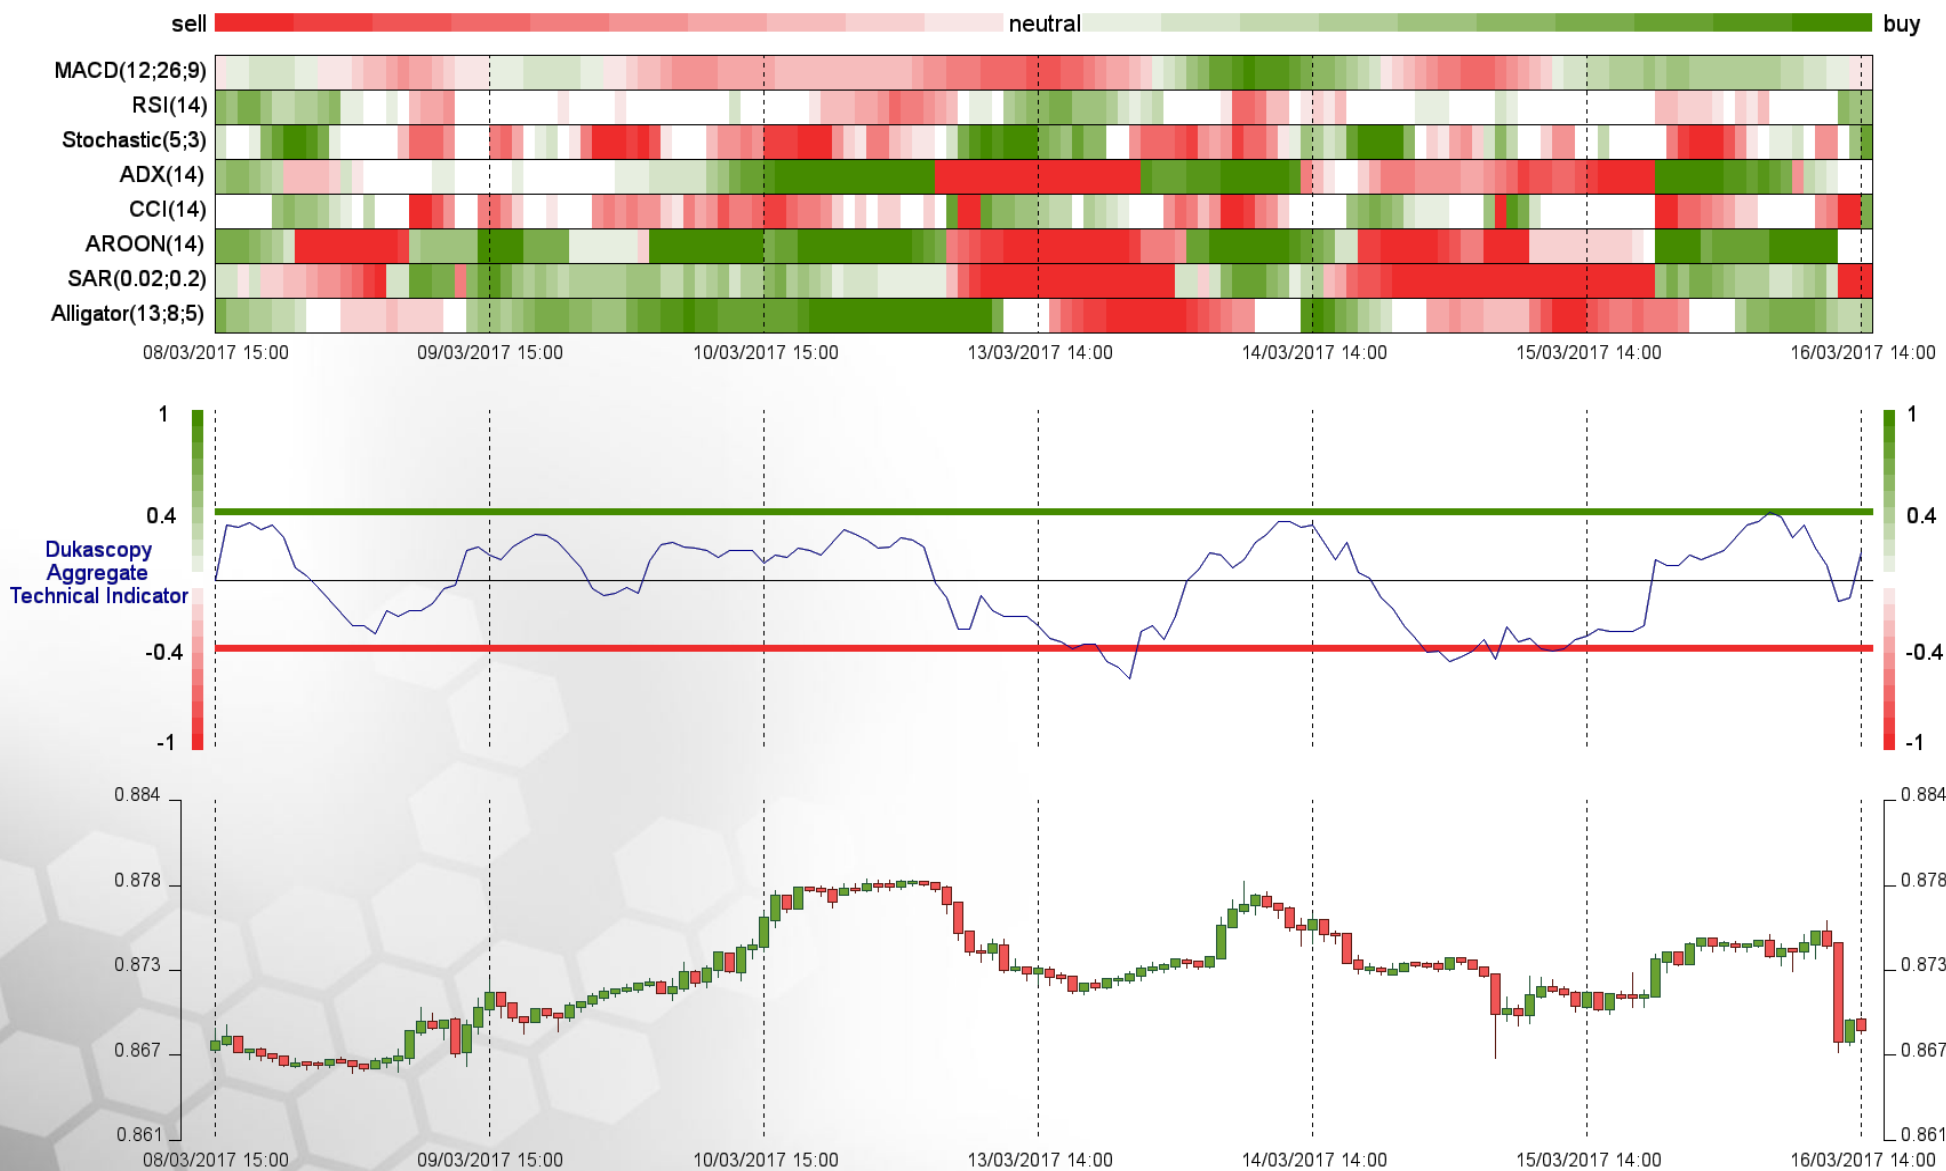 sell neutral buy
MACD(12;26;9)
RSI(14)
Stochastic(5;3)
ADX(14)
CCI(14)
AROON(14)
SAR(0.02;0.2)
Alligator(13;8;5)
08/03/2017 15:00 09/03/2017 15:00 10/03/2017 15:00 13/03/2017 14:00 14/03/2017 14:00 15/03/2017 14:00 16/03/2017 14:00
1 1
0.4 0.4
Dukascopy
Aggregate
Technical Indicator
-0.4 -0.4
-1 -1
0.884 0.884
0.878 0.878
0.873 0.873
0.867 0.867
0.861 0.861
08/03/2017 15:00 09/03/2017 15:00 10/03/2017 15:00 13/03/2017 14:00 14/03/2017 14:00 15/03/2017 14:00 16/03/2017 14:00